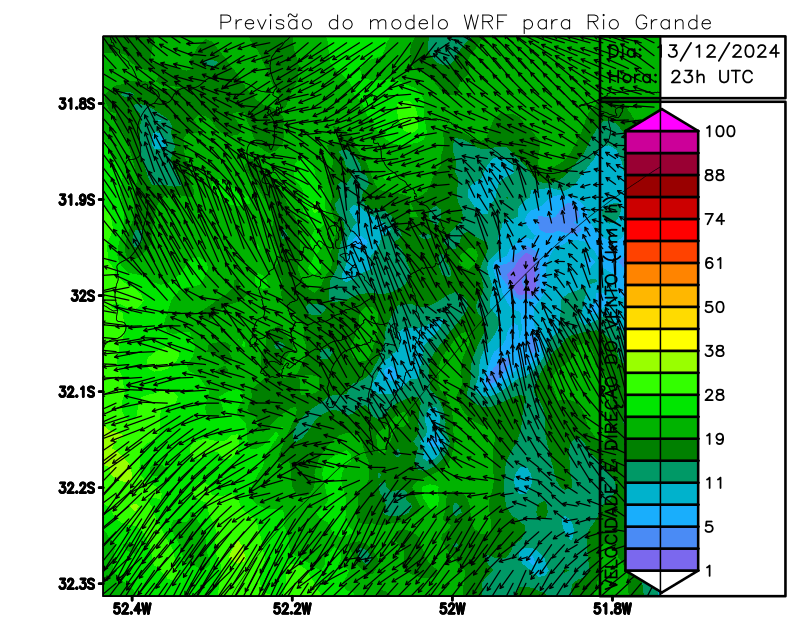 Previsão do modelo WRF para Rio Grande
Dia: 13/12/2024
Hora: 23h UTC
31.8S
31.9S
32S
32.1S
32.2S
32.3S
52.4W
52.2W
52W
51.8W
VELOCIDADE E DIREÇÃO DO VENTO (km/h)
100
88
74
61
50
38
28
19
11
5
1